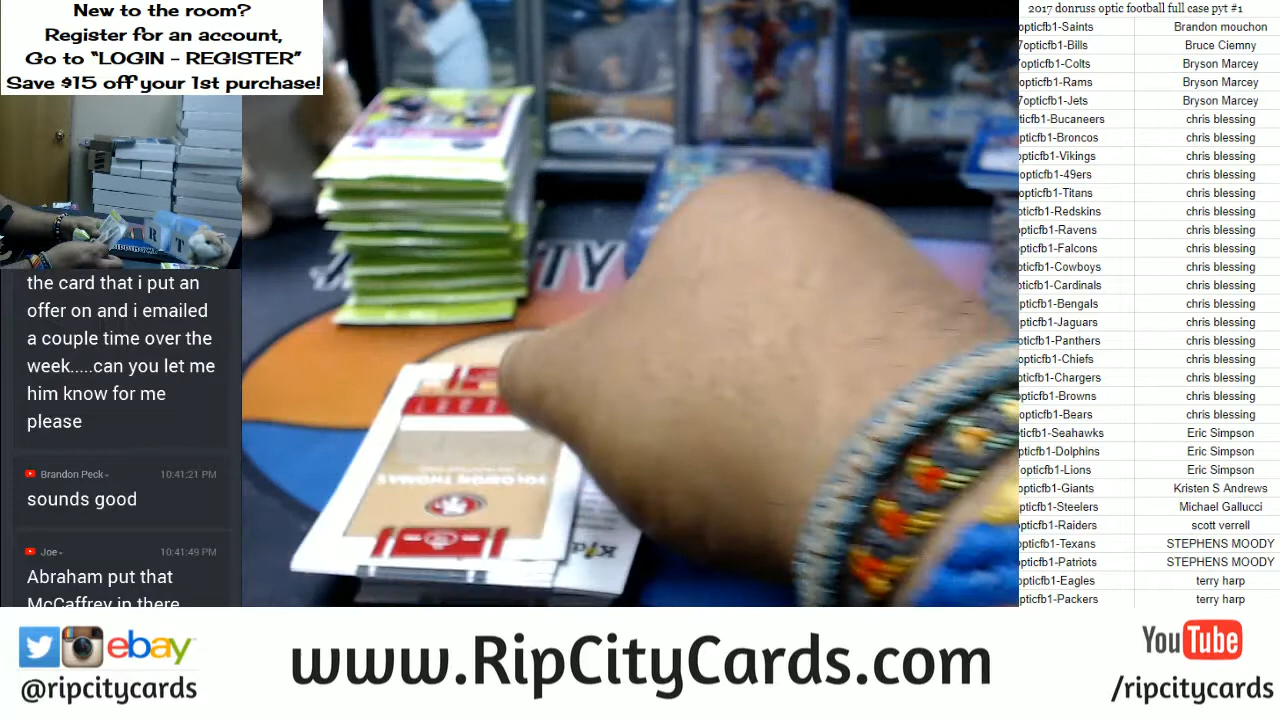 New to the room?
Register for an account,
Go to “LOGIN - REGISTER”
Save $15 off your 1st purchase!
the card that i put an
offer on and i emailed
a couple time over the
week.....can you let me
him know for me
please
Brandon Peck 10:41:21 PM
sounds good
Joe 10:41:49 PM
Abraham put that
McCaffrey in there
SOLOMON THOMAS
2017 donruss optic football full case pyt #1
opticfb1-Saints Brandon mouchon
7opticfb1-Bills Bruce Ciemny
7opticfb1-Colts Bryson Marcey
7opticfb1-Rams Bryson Marcey
7opticfb1-Jets Bryson Marcey
opticfb1-Bucaneers chris blessing
opticfb1-Broncos chris blessing
opticfb1-Vikings chris blessing
opticfb1-49ers chris blessing
opticfb1-Titans chris blessing
opticfb1-Redskins chris blessing
opticfb1-Ravens chris blessing
opticfb1-Falcons chris blessing
opticfb1-Cowboys chris blessing
opticfb1-Cardinals chris blessing
opticfb1-Bengals chris blessing
opticfb1-Jaguars chris blessing
opticfb1-Panthers chris blessing
opticfb1-Chiefs chris blessing
opticfb1-Chargers chris blessing
opticfb1-Browns chris blessing
opticfb1-Bears chris blessing
opticfb1-Seahawks Eric Simpson
opticfb1-Dolphins Eric Simpson
opticfb1-Lions Eric Simpson
opticfb1-Giants Kristen S Andrews
opticfb1-Steelers Michael Gallucci
opticfb1-Raiders scott verrell
opticfb1-Texans STEPHENS MOODY
opticfb1-Patriots STEPHENS MOODY
opticfb1-Eagles terry harp
opticfb1-Packers terry harp
ebay
@ripcitycards
www.RipCityCards.com
YouTube
/ripcitycards